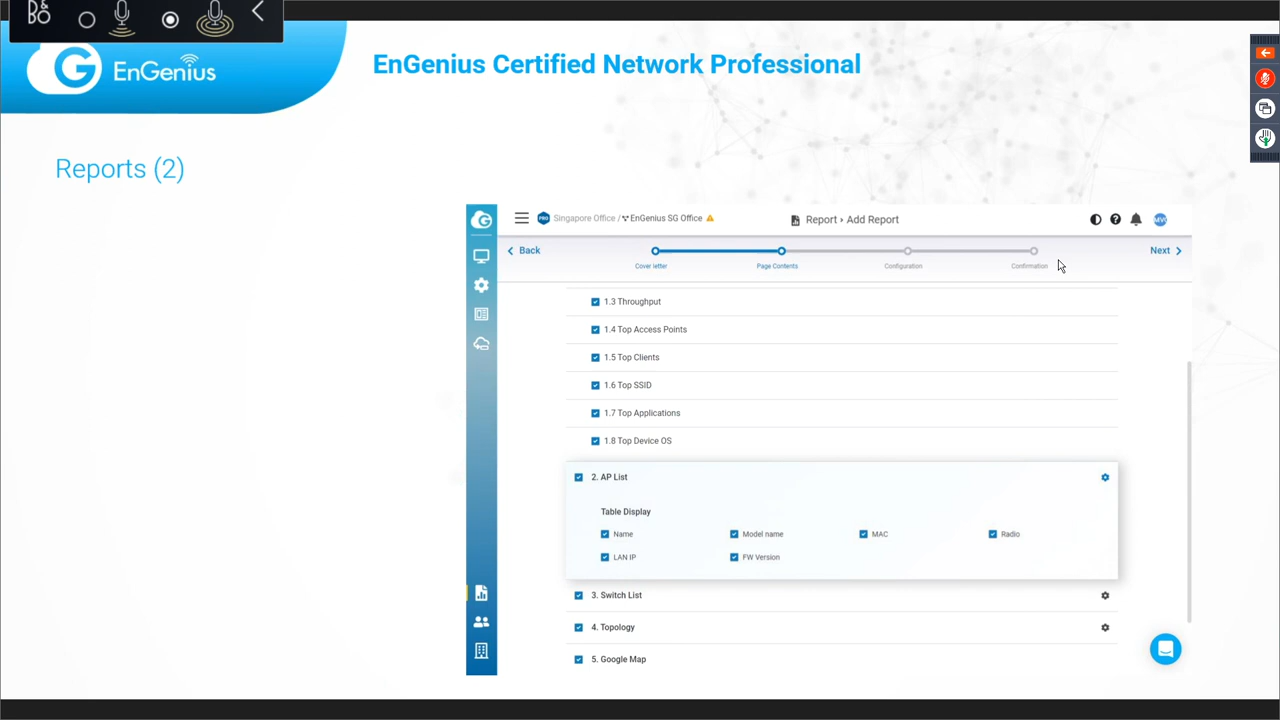 EnGenius
EnGenius Certified Network Professional
Reports (2)
PRO Singapore Office / EnGenius SG Office
Report › Add Report
Back
Next
Cover letter
Page Contents
Configuration
Confirmation
1.3 Throughput
1.4 Top Access Points
1.5 Top Clients
1.6 Top SSID
1.7 Top Applications
1.8 Top Device OS
2. AP List
Table Display
Name
Model name
MAC
Radio
LAN IP
FW Version
3. Switch List
4. Topology
5. Google Map